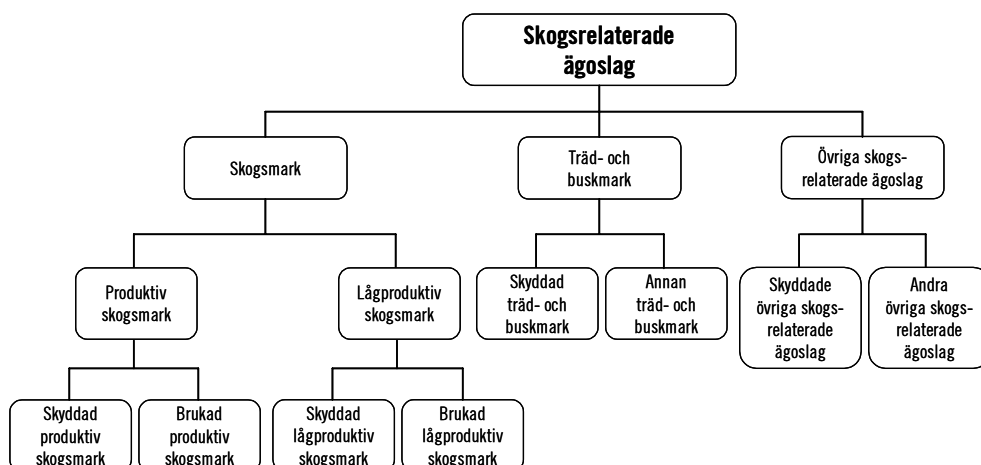 Skogsrelaterade
ägoslag
Skogsmark
Träd- och
buskmark
Övriga skogs-
relaterade ägoslag
Produktiv
skogsmark
Lågproduktiv
skogsmark
Skyddad
träd- och
buskmark
Annan
träd- och
buskmark
Skyddade
övriga skogs-
relaterade
ägoslag
Andra
övriga skogs-
relaterade
ägoslag
Skyddad
produktiv
skogsmark
Brukad
produktiv
skogsmark
Skyddad
lågproduktiv
skogsmark
Brukad
lågproduktiv
skogsmark